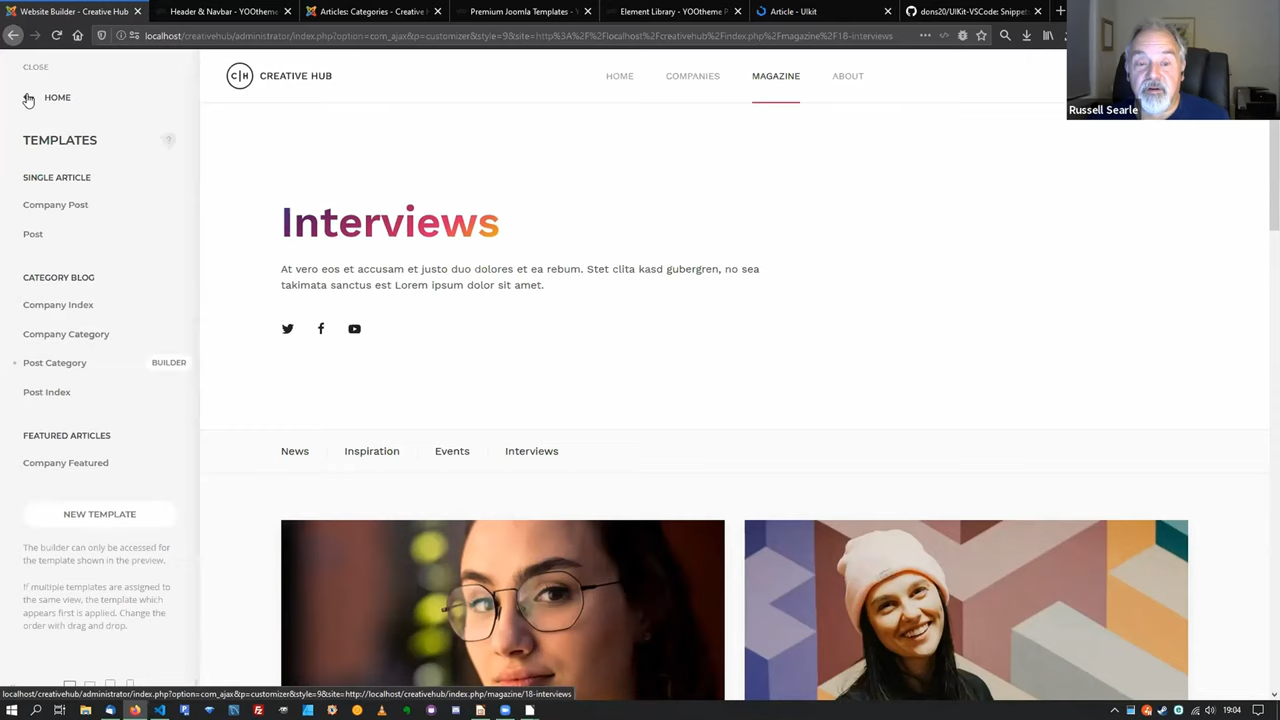 Website Builder - Creative Hub
Header & Navbar - YOOtheme
Articles: Categories - Creative H
Premium Joomla Templates - Y
Element Library - YOOtheme P
Article - UIkit
dons20/UIKit-VSCode: Snippet
localhost/creativehub/administrator/index.php?option=com_ajax&p=customizer&style=9&site=http%3A%2F%2Flocalhost%2Fcreativehub%2Findex.php%2Fmagazine%2F18-interviews
Russell Searle
CLOSE
HOME
TEMPLATES
?
SINGLE ARTICLE
Company Post
Post
CATEGORY BLOG
Company Index
Company Category
Post Category
BUILDER
Post Index
FEATURED ARTICLES
Company Featured
NEW TEMPLATE
The builder can only be accessed for
the template shown in the preview.
If multiple templates are assigned to
the same view, the template which
appears first is applied. Change the
order with drag and drop.
C|H CREATIVE HUB
HOME
COMPANIES
MAGAZINE
ABOUT
Interviews
At vero eos et accusam et justo duo dolores et ea rebum. Stet clita kasd gubergren, no sea
takimata sanctus est Lorem ipsum dolor sit amet.
News
Inspiration
Events
Interviews
localhost/creativehub/administrator/index.php?option=com_ajax&p=customizer&style=9&site=http://localhost/creativehub/index.php/magazine/18-interviews
19:04